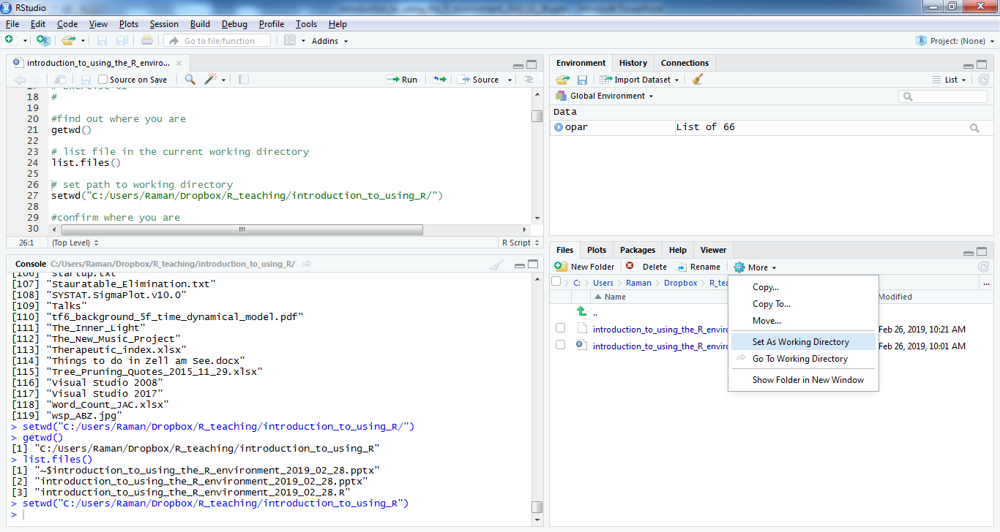 RStudio
File Edit Code View Plots Session Build Debug Profile Tools Help
Go to file/function Addins Project: (None)
introduction_to_using_the_R_enviro...
Source on Save Run Source
17 # Exercise 01
18 #
19
20 #find out where you are
21 getwd()
22
23 # list file in the current working directory
24 list.files()
25
26 # set path to working directory
27 setwd("C:/Users/Raman/Dropbox/R_teaching/introduction_to_using_R/")
28
29 #confirm where you are
30
26:1 (Top Level) R Script
Console C:/Users/Raman/Dropbox/R_teaching/introduction_to_using_R/
[106] "Startup.txt"
[107] "Stauratable_Elimination.txt"
[108] "SYSTAT.SigmaPlot.v10.0"
[109] "Talks"
[110] "tf6_background_5f_time_dynamical_model.pdf"
[111] "The_Inner_Light"
[112] "The_New_Music_Project"
[113] "Therapeutic_index.xlsx"
[114] "Things to do in Zell am See.docx"
[115] "Tree_Pruning_Quotes_2015_11_29.xlsx"
[116] "Visual Studio 2008"
[117] "Visual Studio 2017"
[118] "Word_Count_JAC.xlsx"
[119] "wsp_ABZ.jpg"
> setwd("C:/Users/Raman/Dropbox/R_teaching/introduction_to_using_R/")
> getwd()
[1] "C:/Users/Raman/Dropbox/R_teaching/introduction_to_using_R"
> list.files()
[1] "~$introduction_to_using_the_R_environment_2019_02_28.pptx"
[2] "introduction_to_using_the_R_environment_2019_02_28.pptx"
[3] "introduction_to_using_the_R_environment_2019_02_28.R"
> setwd("C:/Users/Raman/Dropbox/R_teaching/introduction_to_using_R")
>
Environment History Connections
Import Dataset List
Global Environment
Data
opar List of 66
Files Plots Packages Help Viewer
New Folder Delete Rename More
C: Users Raman Dropbox R_tea ...
Name Modified
..
introduction_to_using_the_R_enviro Feb 26, 2019, 10:21 AM
introduction_to_using_the_R_enviro Feb 26, 2019, 10:01 AM
Copy...
Copy To...
Move...
Set As Working Directory
Go To Working Directory
Show Folder in New Window